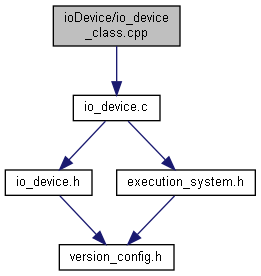 ioDevice/io_device
_class.cpp
io_device.c
io_device.h
execution_system.h
version_config.h